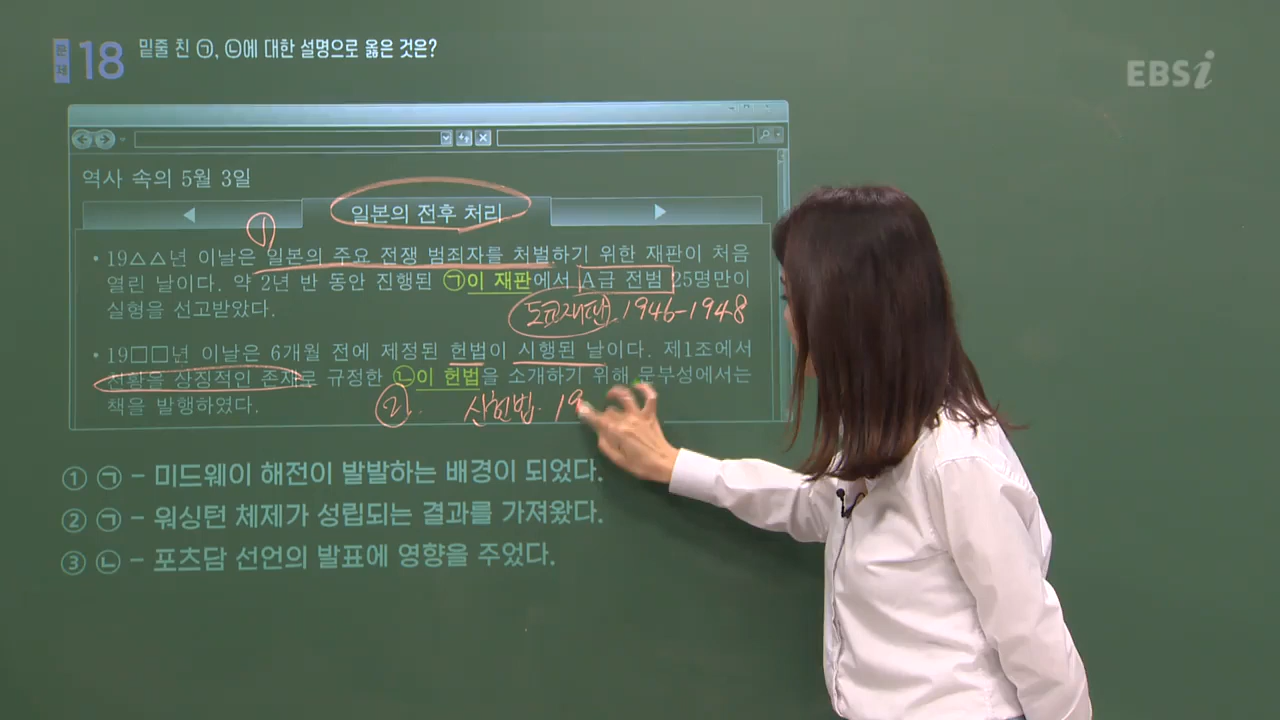 문제 18 밑줄 친 ㉠, ㉡에 대한 설명으로 옳은 것은?
EBSi
역사 속의 5월 3일
◀ 일본의 전후 처리 ▶
①
• 19△△년 이날은 일본의 주요 전쟁 범죄자를 처벌하기 위한 재판이 처음
열린 날이다. 약 2년 반 동안 진행된 ㉠이 재판에서 A급 전범 25명만이
실형을 선고받았다.
도쿄재판 1946-1948
• 19□□년 이날은 6개월 전에 제정된 헌법이 시행된 날이다. 제1조에서
천황을 상징적인 존재로 규정한 ㉡이 헌법을 소개하기 위해 문부성에서는
책을 발행하였다.
② 신헌법. 19
① ㉠ - 미드웨이 해전이 발발하는 배경이 되었다.
② ㉠ - 워싱턴 체제가 성립되는 결과를 가져왔다.
③ ㉡ - 포츠담 선언의 발표에 영향을 주었다.